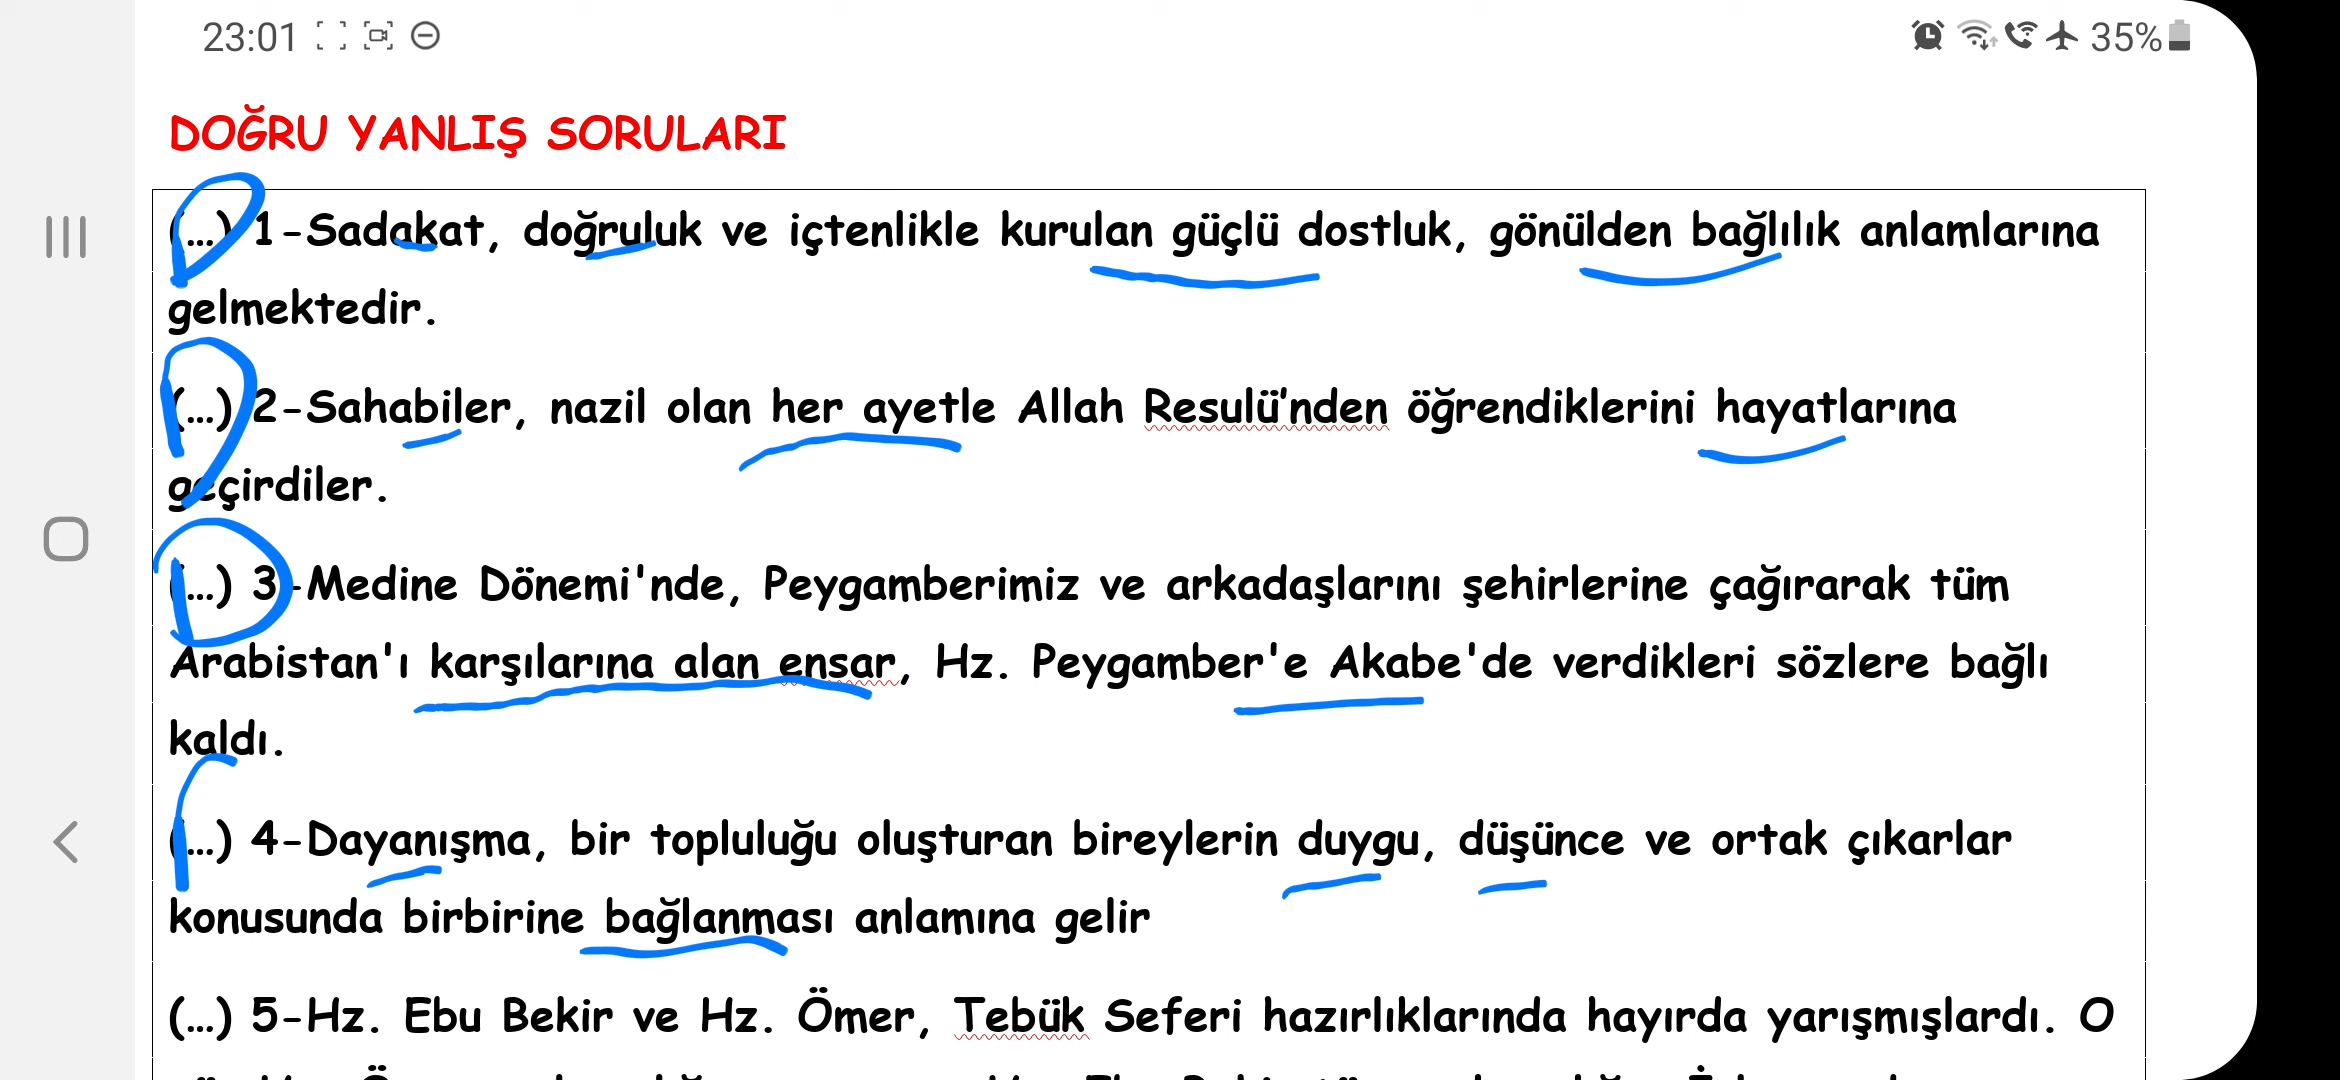 23:01
35%
DOĞRU YANLIŞ SORULARI
(...) 1-Sadakat, doğruluk ve içtenlikle kurulan güçlü dostluk, gönülden bağlılık anlamlarına
gelmektedir.
(...) 2-Sahabiler, nazil olan her ayetle Allah Resulü'nden öğrendiklerini hayatlarına
geçirdiler.
(...) 3-Medine Dönemi'nde, Peygamberimiz ve arkadaşlarını şehirlerine çağırarak tüm
Arabistan'ı karşılarına alan ensar, Hz. Peygamber'e Akabe'de verdikleri sözlere bağlı
kaldı.
(...) 4-Dayanışma, bir topluluğu oluşturan bireylerin duygu, düşünce ve ortak çıkarlar
konusunda birbirine bağlanması anlamına gelir
(...) 5-Hz. Ebu Bekir ve Hz. Ömer, Tebük Seferi hazırlıklarında hayırda yarışmışlardı. O